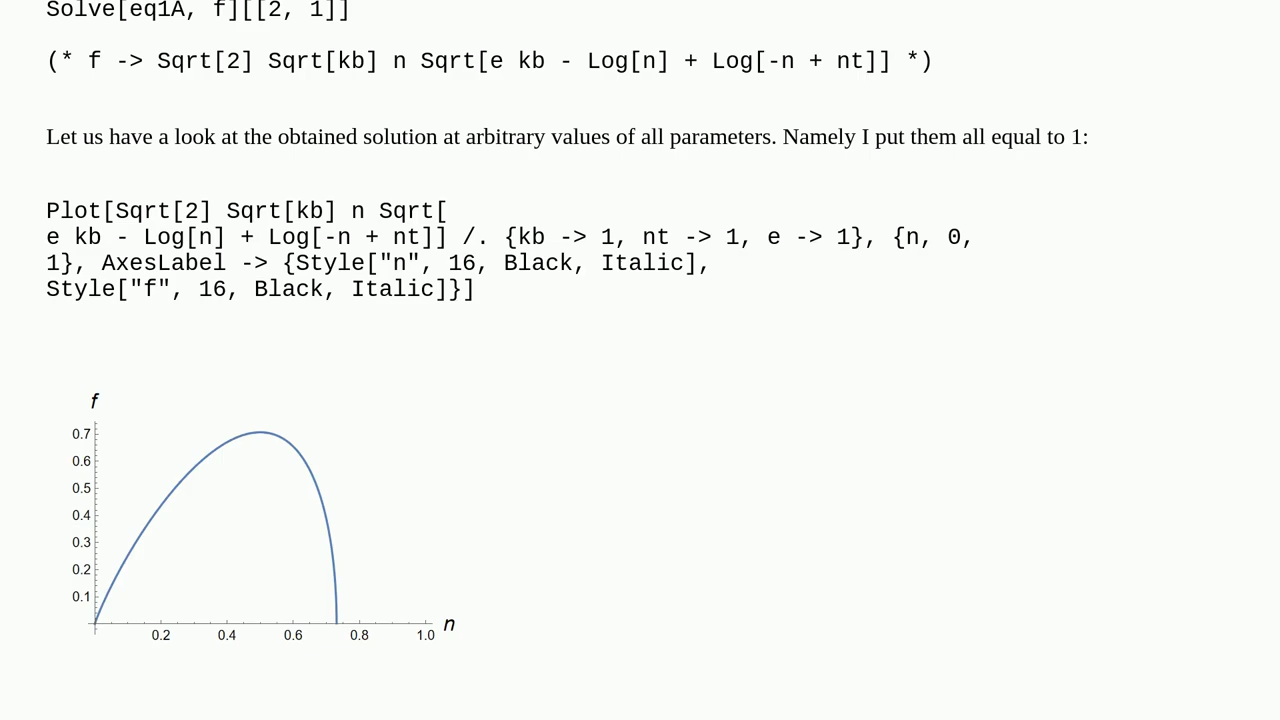 Solve[eq1A, f][[2, 1]]
(* f -> Sqrt[2] Sqrt[kb] n Sqrt[e kb - Log[n] + Log[-n + nt]] *)
Let us have a look at the obtained solution at arbitrary values of all parameters. Namely I put them all equal to 1:
Plot[Sqrt[2] Sqrt[kb] n Sqrt[
e kb - Log[n] + Log[-n + nt]] /. {kb -> 1, nt -> 1, e -> 1}, {n, 0,
1}, AxesLabel -> {Style["n", 16, Black, Italic],
Style["f", 16, Black, Italic]}]
f
0.7
0.6
0.5
0.4
0.3
0.2
0.1
0.2 0.4 0.6 0.8 1.0 n